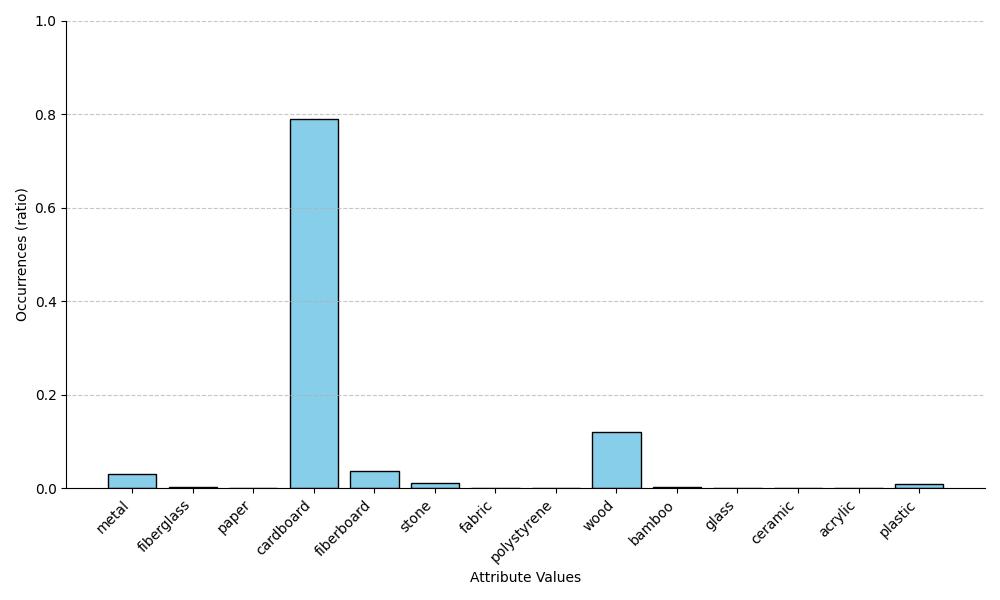 1.0
0.8
0.6
0.4
0.2
0.0
Occurrences (ratio)
metal
fiberglass
paper
cardboard
fiberboard
stone
fabric
polystyrene
wood
bamboo
glass
ceramic
acrylic
plastic
Attribute Values